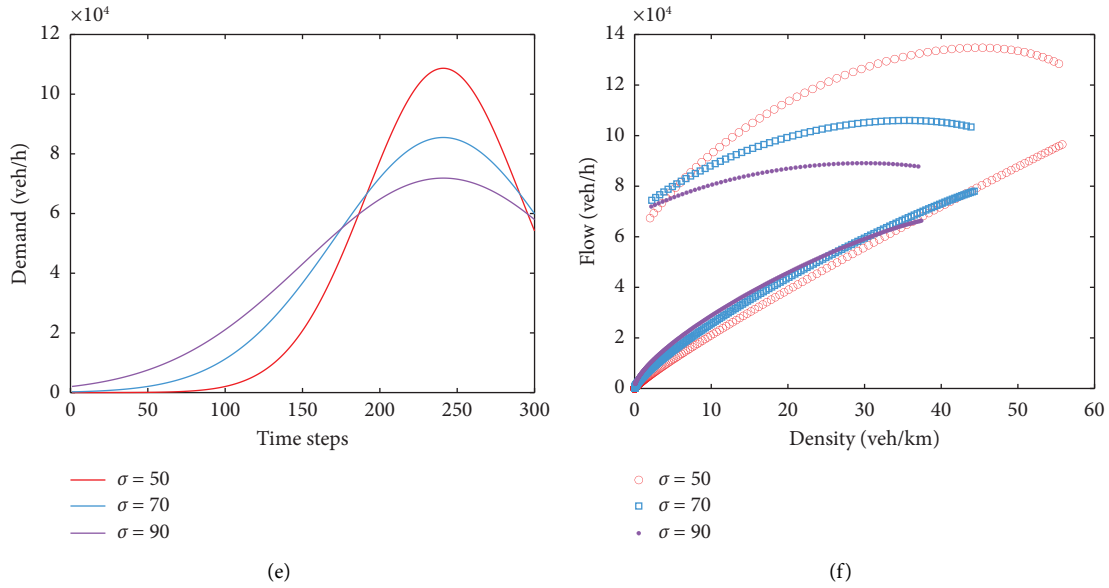 ×10⁴
12
10
8
6
4
2
0
Demand (veh/h)
0 50 100 150 200 250 300
Time steps
σ = 50
σ = 70
σ = 90
(e)
×10⁴
14
12
10
8
6
4
2
0
Flow (veh/h)
0 10 20 30 40 50 60
Density (veh/km)
σ = 50
σ = 70
σ = 90
(f)